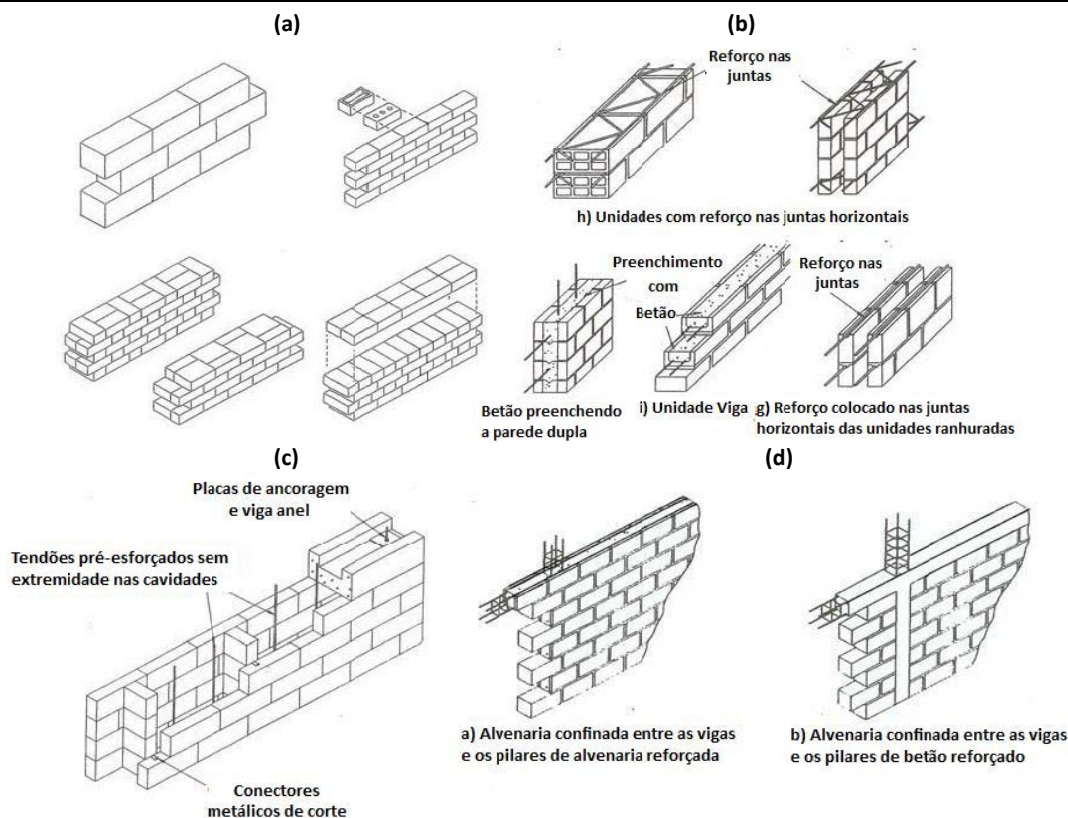 (a)
(b)
Reforço nas
juntas
h) Unidades com reforço nas juntas horizontais
Preenchimento
com
Betão
Reforço nas
juntas
Betão preenchendo
a parede dupla
i) Unidade Viga
g) Reforço colocado nas juntas
horizontais das unidades ranhuradas
(c)
(d)
Placas de ancoragem
e viga anel
Tendões pré-esforçados sem
extremidade nas cavidades
Conectores
metálicos de corte
a) Alvenaria confinada entre as vigas
e os pilares de alvenaria reforçada
b) Alvenaria confinada entre as vigas
e os pilares de betão reforçado